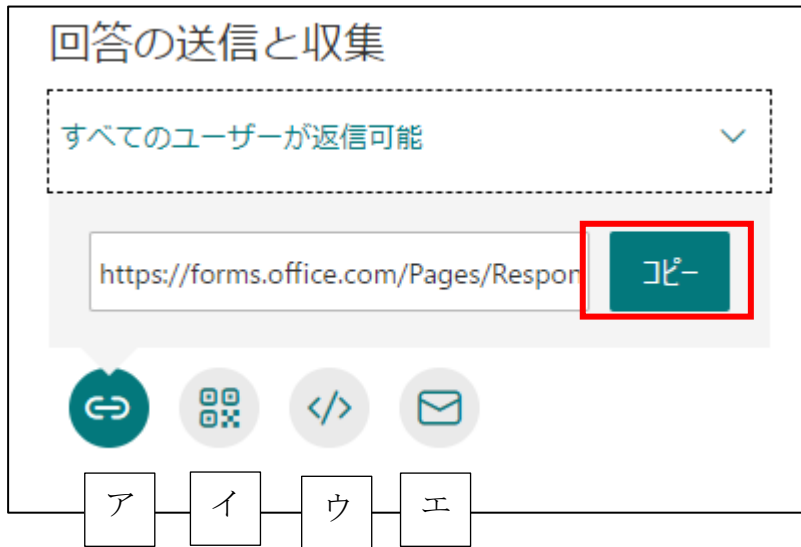 回答の送信と収集
すべてのユーザーが返信可能
https://forms.office.com/Pages/Respon
コピー
</>
ア イ ウ エ